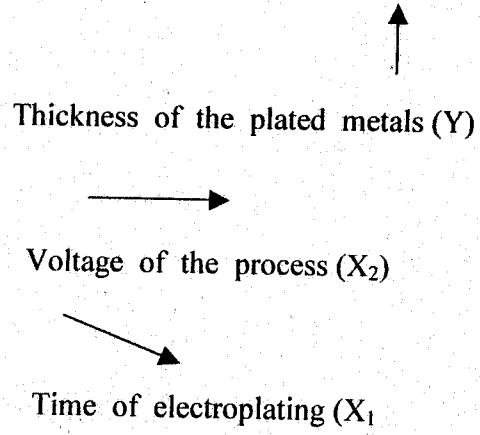 Thickness of the plated metals (Y)
Voltage of the process (X₂)
Time of electroplating (X₁